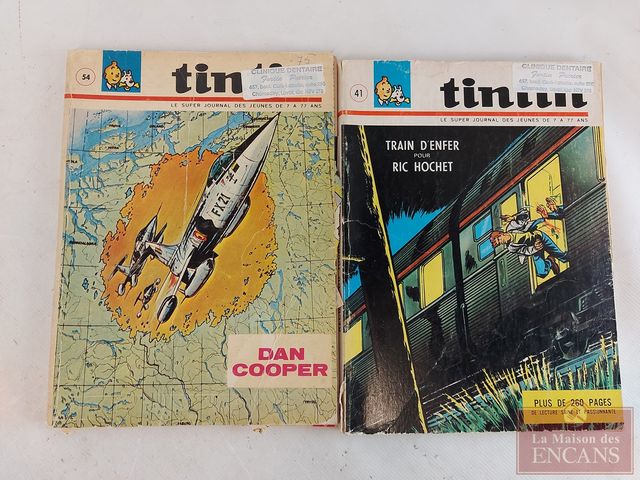 54
tintin
76
CLINIQUE DENTAIRE
LE SUPER JOURNAL DES JEUNES DE 7 A 77 ANS
FX21
DAN
COOPER
41
tintin
CLINIQUE DENTAIRE
LE SUPER JOURNAL DES JEUNES DE 7 A 77 ANS
TRAIN D'ENFER
POUR
RIC HOCHET
PLUS DE 260 PAGES
DE LECTURE SAINE ET PASSIONNANTE
La Maison des
ENCANS